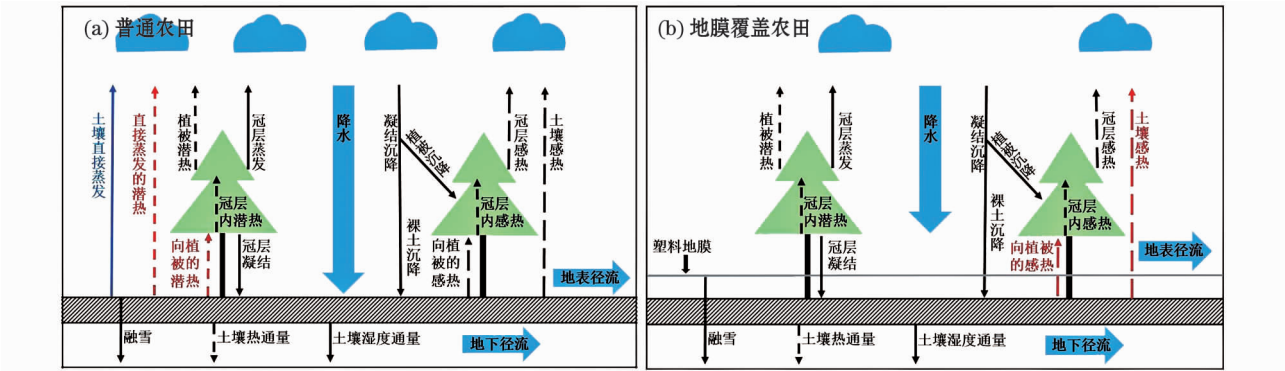 (a) 普通农田
土壤直接蒸发
直接蒸发的潜热
植被潜热
冠层蒸发
降水
凝结沉降
植被沉降
冠层感热
土壤感热
冠层
内潜热
冠层
内感热
裸土沉降
向植
被的
潜热
冠层
凝结
向植
被的
感热
地表径流
融雪
土壤热通量
土壤湿度通量
地下径流
(b) 地膜覆盖农田
植被潜热
冠层蒸发
降水
凝结沉降
植被沉降
冠层感热
土壤感热
冠层
内潜热
冠层
内感热
裸土沉降
塑料地膜
冠层
凝结
向植被
的感热
地表径流
融雪
土壤热通量
土壤湿度通量
地下径流